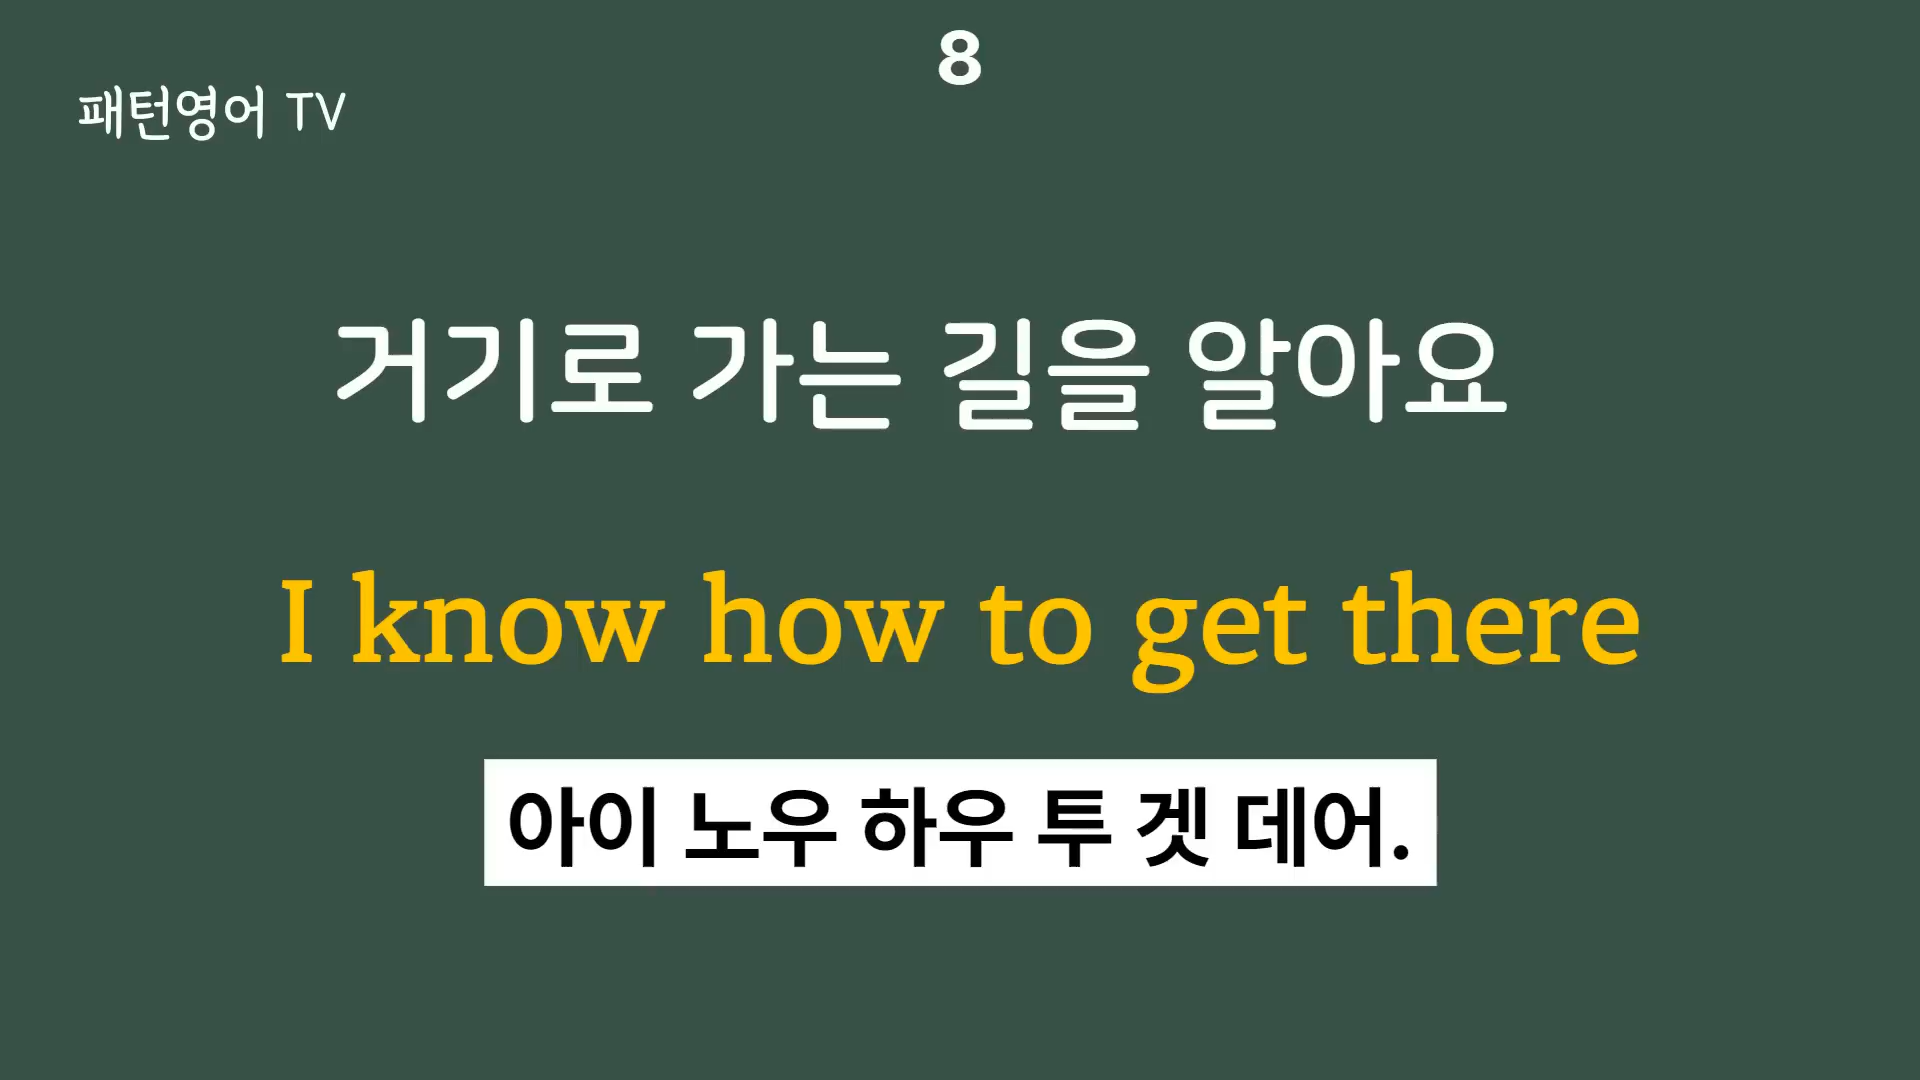 8
패턴영어 TV
거기로 가는 길을 알아요
I know how to get there
아이 노우 하우 투 겟 데어.